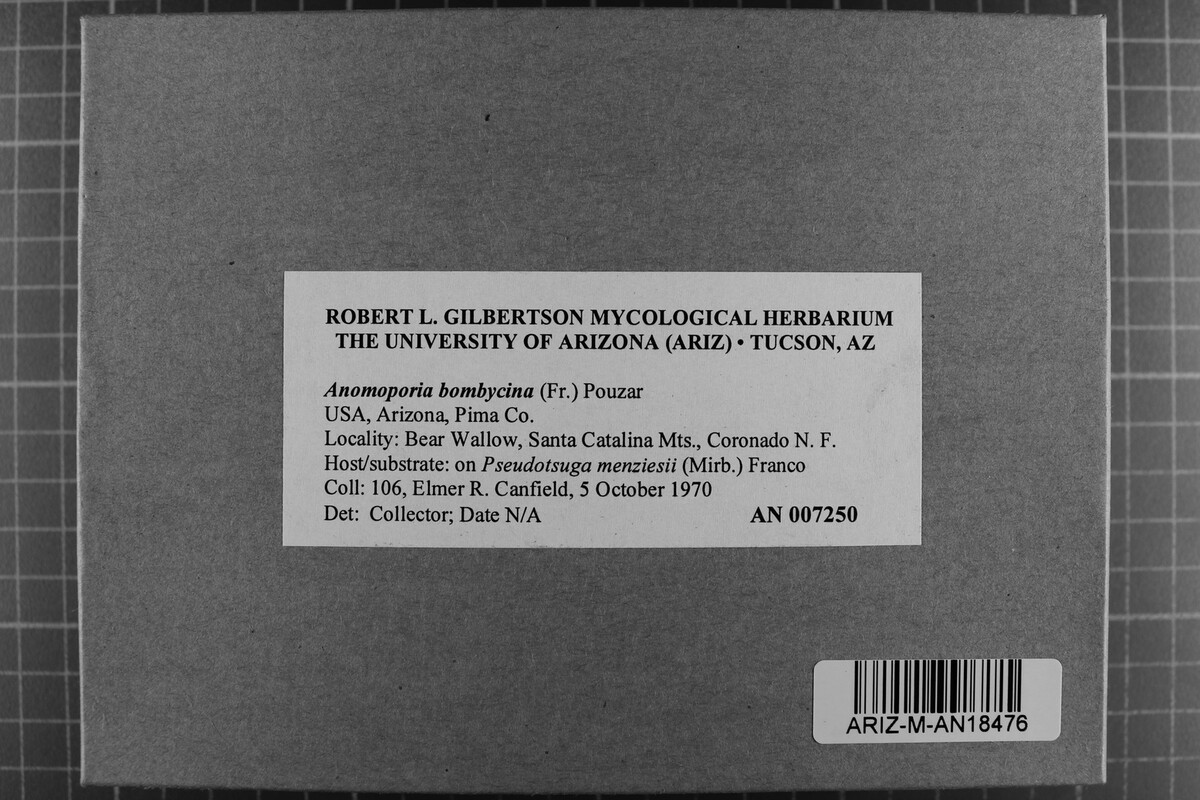 ROBERT L. GILBERTSON MYCOLOGICAL HERBARIUM
THE UNIVERSITY OF ARIZONA (ARIZ) • TUCSON, AZ
Anomoporia bombycina (Fr.) Pouzar
USA, Arizona, Pima Co.
Locality: Bear Wallow, Santa Catalina Mts., Coronado N. F.
Host/substrate: on Pseudotsuga menziesii (Mirb.) Franco
Coll: 106, Elmer R. Canfield, 5 October 1970
Det: Collector; Date N/A AN 007250
ARIZ-M-AN18476